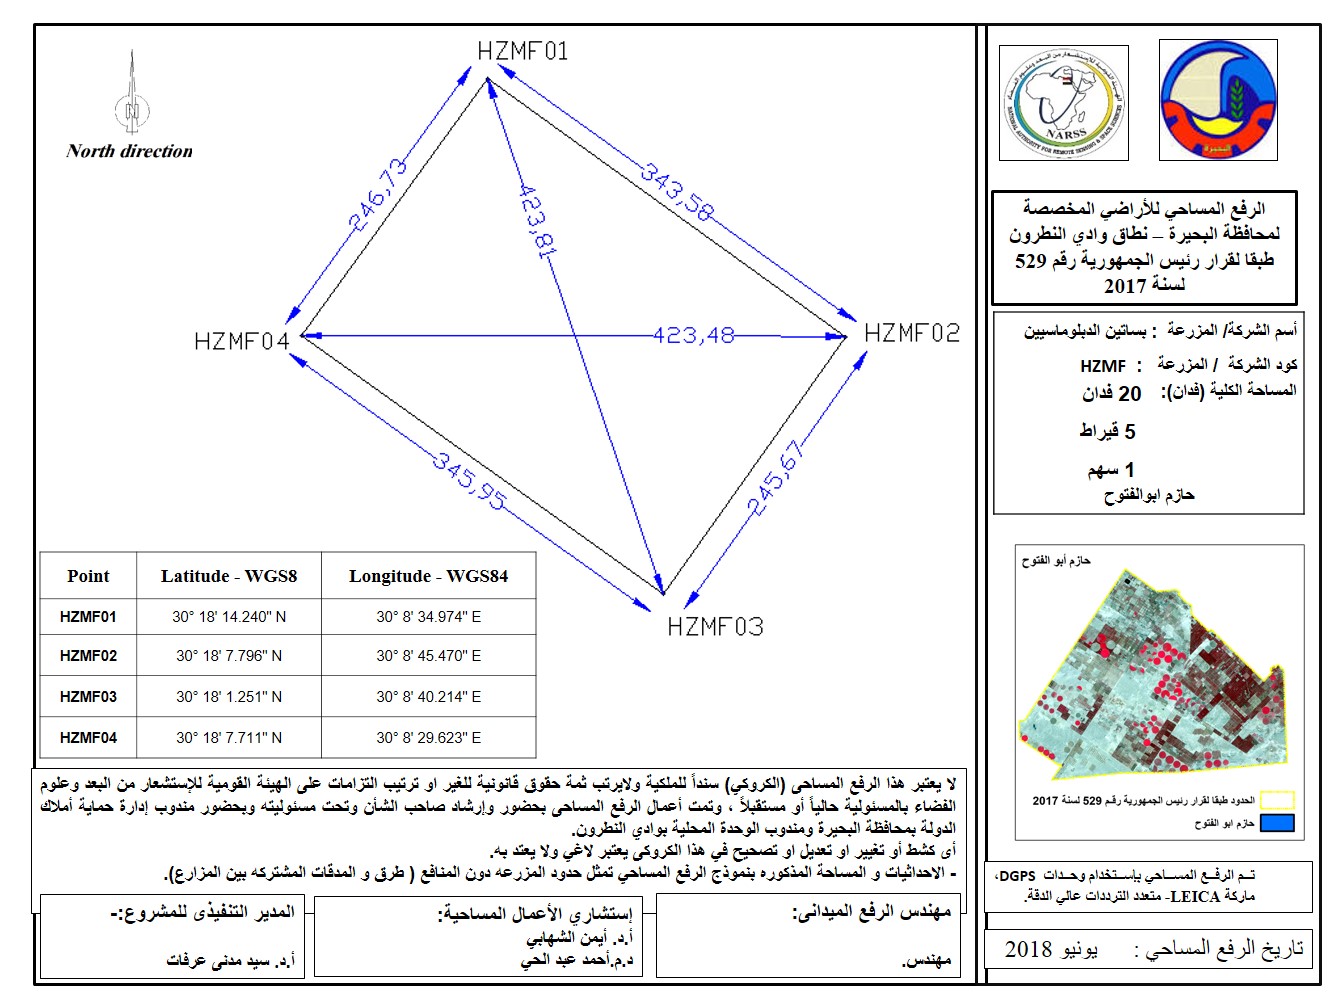 HZMF01
North direction
246,73
343,58
423,81
HZMF04
423,48
HZMF02
345,95
245,67
HZMF03
Point Latitude - WGS8 Longitude - WGS84
HZMF01 30° 18' 14.240" N 30° 8' 34.974" E
HZMF02 30° 18' 7.796" N 30° 8' 45.470" E
HZMF03 30° 18' 1.251" N 30° 8' 40.214" E
HZMF04 30° 18' 7.711" N 30° 8' 29.623" E
NARSS
NATIONAL AUTHORITY FOR REMOTE SENSING & SPACE SCIENCES
البحيرة
الرفع المساحي للأراضي المخصصة
لمحافظة البحيرة – نطاق وادي النطرون
طبقا لقرار رئيس الجمهورية رقم 529
لسنة 2017
أسم الشركة/ المزرعة : بساتين الدبلوماسيين
كود الشركة / المزرعة : HZMF
المساحة الكلية (فدان): 20 فدان
5 قيراط
1 سهم
حازم ابوالفتوح
حازم أبو الفتوح
الحدود طبقا لقرار رئيس الجمهورية رقم 529 لسنة 2017
حازم ابو الفتوح
تـم الرفـع المسـاحي بإسـتخدام وحـدات DGPS،
ماركة LEICA- متعدد الترددات عالي الدقة.
تاريخ الرفع المساحي : يونيو 2018
لا يعتبر هذا الرفع المساحى (الكروكي) سنداً للملكية ولايرتب ثمة حقوق قانونية للغير او ترتيب التزامات على الهيئة القومية للإستشعار من البعد وعلوم
الفضاء بالمسئولية حالياً أو مستقبلاً ، وتمت أعمال الرفع المساحى بحضور وإرشاد صاحب الشأن وتحت مسئوليته وبحضور مندوب إدارة حماية أملاك
الدولة بمحافظة البحيرة ومندوب الوحدة المحلية بوادي النطرون.
أى كشط أو تغيير او تعديل او تصحيح في هذا الكروكى يعتبر لاغي ولا يعتد به.
- الاحداثيات و المساحة المذكوره بنموذج الرفع المساحي تمثل حدود المزرعه دون المنافع ( طرق و المدقات المشتركه بين المزارع).
مهندس الرفع الميدانى:
مهندس.
إستشاري الأعمال المساحية:
أ.د. أيمن الشهابي
د.م.أحمد عبد الحي
المدير التنفيذى للمشروع:-
أ.د. سيد مدنى عرفات